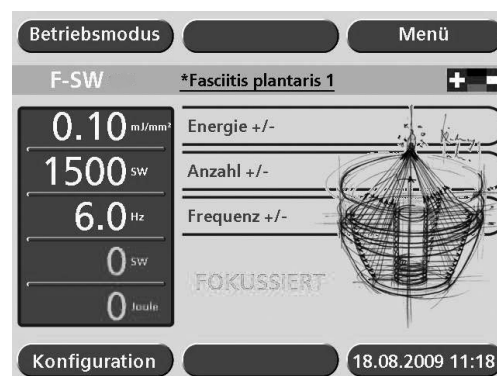 Betriebsmodus
Menü
F-SW
*Fasciitis plantaris 1
0.10 mJ/mm²
Energie +/-
1500 SW
Anzahl +/-
6.0 Hz
Frequenz +/-
0 SW
FOKUSSIERT
0 Joule
Konfiguration
18.08.2009 11:18